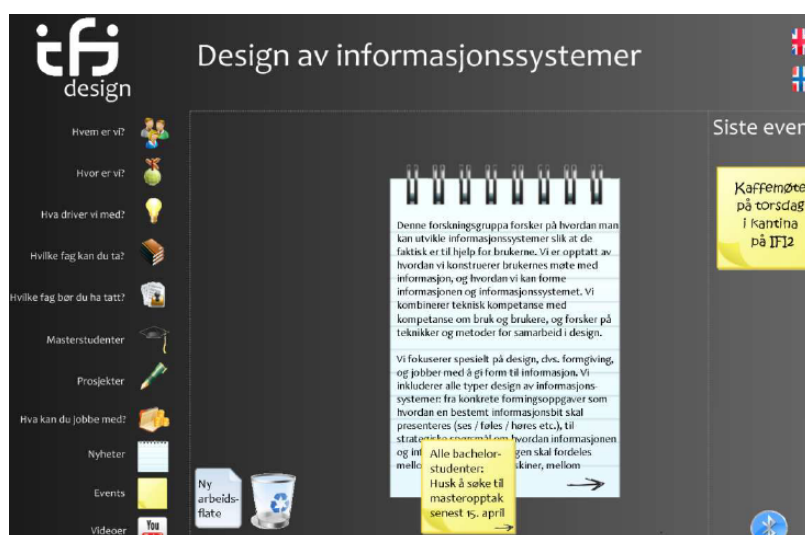 ifi
design
Design av informasjonssystemer
Hvem er vi?
Hvor er vi?
Hva driver vi med?
Hvilke fag kan du ta?
Hvilke fag bør du ha tatt?
Masterstudenter
Prosjekter
Hva kan du jobbe med?
Nyheter
Events
Videoer
You
Ny
arbeids-
flate
Denne forskningsgruppa forsker på hvordan man
kan utvikle informasjonssystemer slik at de
faktisk er til hjelp for brukerne. Vi er opptatt av
hvordan vi konstruerer brukernes møte med
informasjon, og hvordan vi kan forme
informasjonen og informasjonssystemet. Vi
kombinerer teknisk kompetanse med
kompetanse om bruk og brukere, og forsker på
teknikker og metoder for samarbeid i design.
Vi fokuserer spesielt på design, dvs. formgiving,
og jobber med å gi form til informasjon. Vi
inkluderer alle typer design av informasjons-
systemer: fra konkrete formingsoppgaver som
hvordan en bestemt informasjonsbit skal
presenteres (ses / føles / høres etc.), til
hvordan informasjonen
og skal fordeles
mellom
Alle bachelor-
studenter:
Husk å søke til
masteropptak
senest 15. april
Siste
Kaffemøte
på torsdag
i kantina
på IFI2